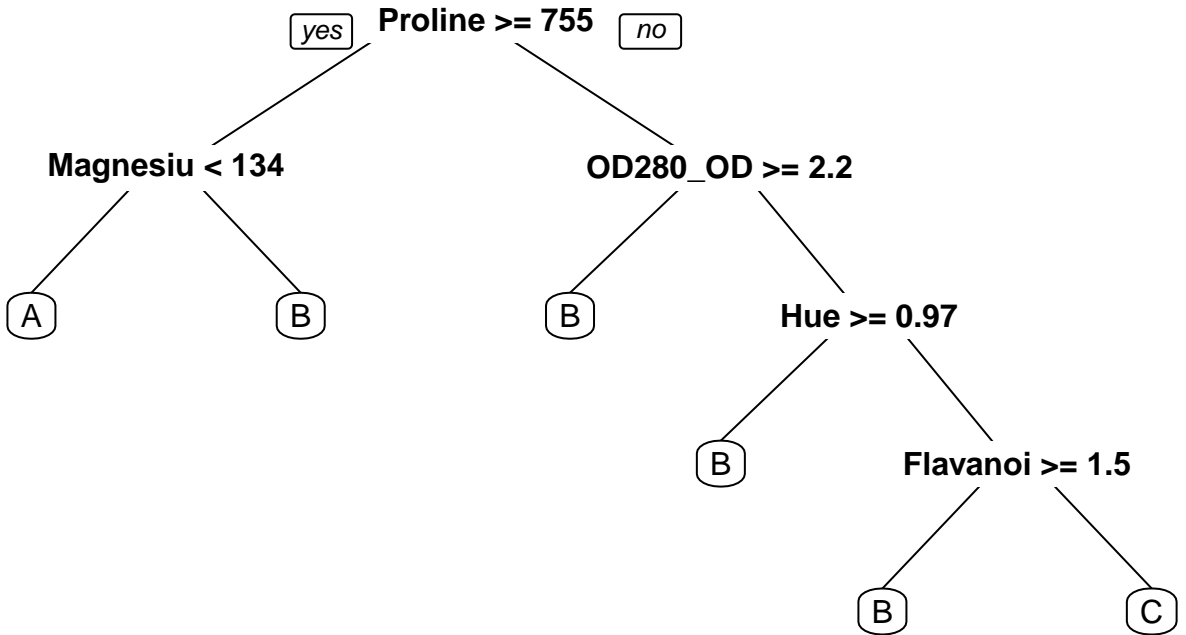 Proline >= 755
yes
no
Magnesiu < 134
OD280_OD >= 2.2
A
B
B
Hue >= 0.97
B
Flavanoi >= 1.5
B
C